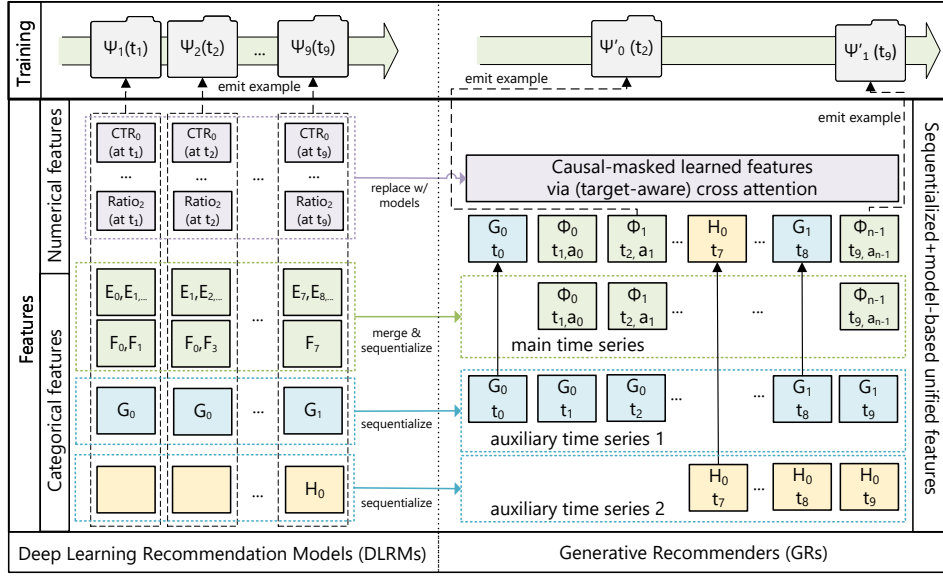 Training
Ψ₁(t₁)
Ψ₂(t₂)
...
Ψ₉(t₉)
emit example
Ψ'₀ (t₂)
Ψ'₁ (t₉)
emit example
emit example
Features
Numerical features
Categorical features
CTR₀
(at t₁)
CTR₀
(at t₂)
CTR₀
(at t₉)
...
...
...
...
Ratio₂
(at t₁)
Ratio₂
(at t₂)
Ratio₂
(at t₉)
replace w/
models
E₀,E₁,...
E₁,E₂,...
E₇,E₈,...
...
F₀,F₁
F₀,F₃
F₇
merge &
sequentialize
G₀
G₀
...
G₁
sequentialize
...
H₀
sequentialize
Causal-masked learned features
via (target-aware) cross attention
G₀
t₀
Φ₀
t₁,a₀
Φ₁
t₂, a₁
...
H₀
t₇
...
G₁
t₈
Φₙ₋₁
t₉, aₙ₋₁
Φ₀
t₁,a₀
Φ₁
t₂, a₁
...
...
Φₙ₋₁
t₉, aₙ₋₁
main time series
G₀
t₀
G₀
t₁
G₀
t₂
...
...
G₁
t₈
G₁
t₉
auxiliary time series 1
H₀
t₇
...
H₀
t₈
H₀
t₉
auxiliary time series 2
Sequentialized+model-based
unified features
Deep Learning Recommendation Models (DLRMs)
Generative Recommenders (GRs)